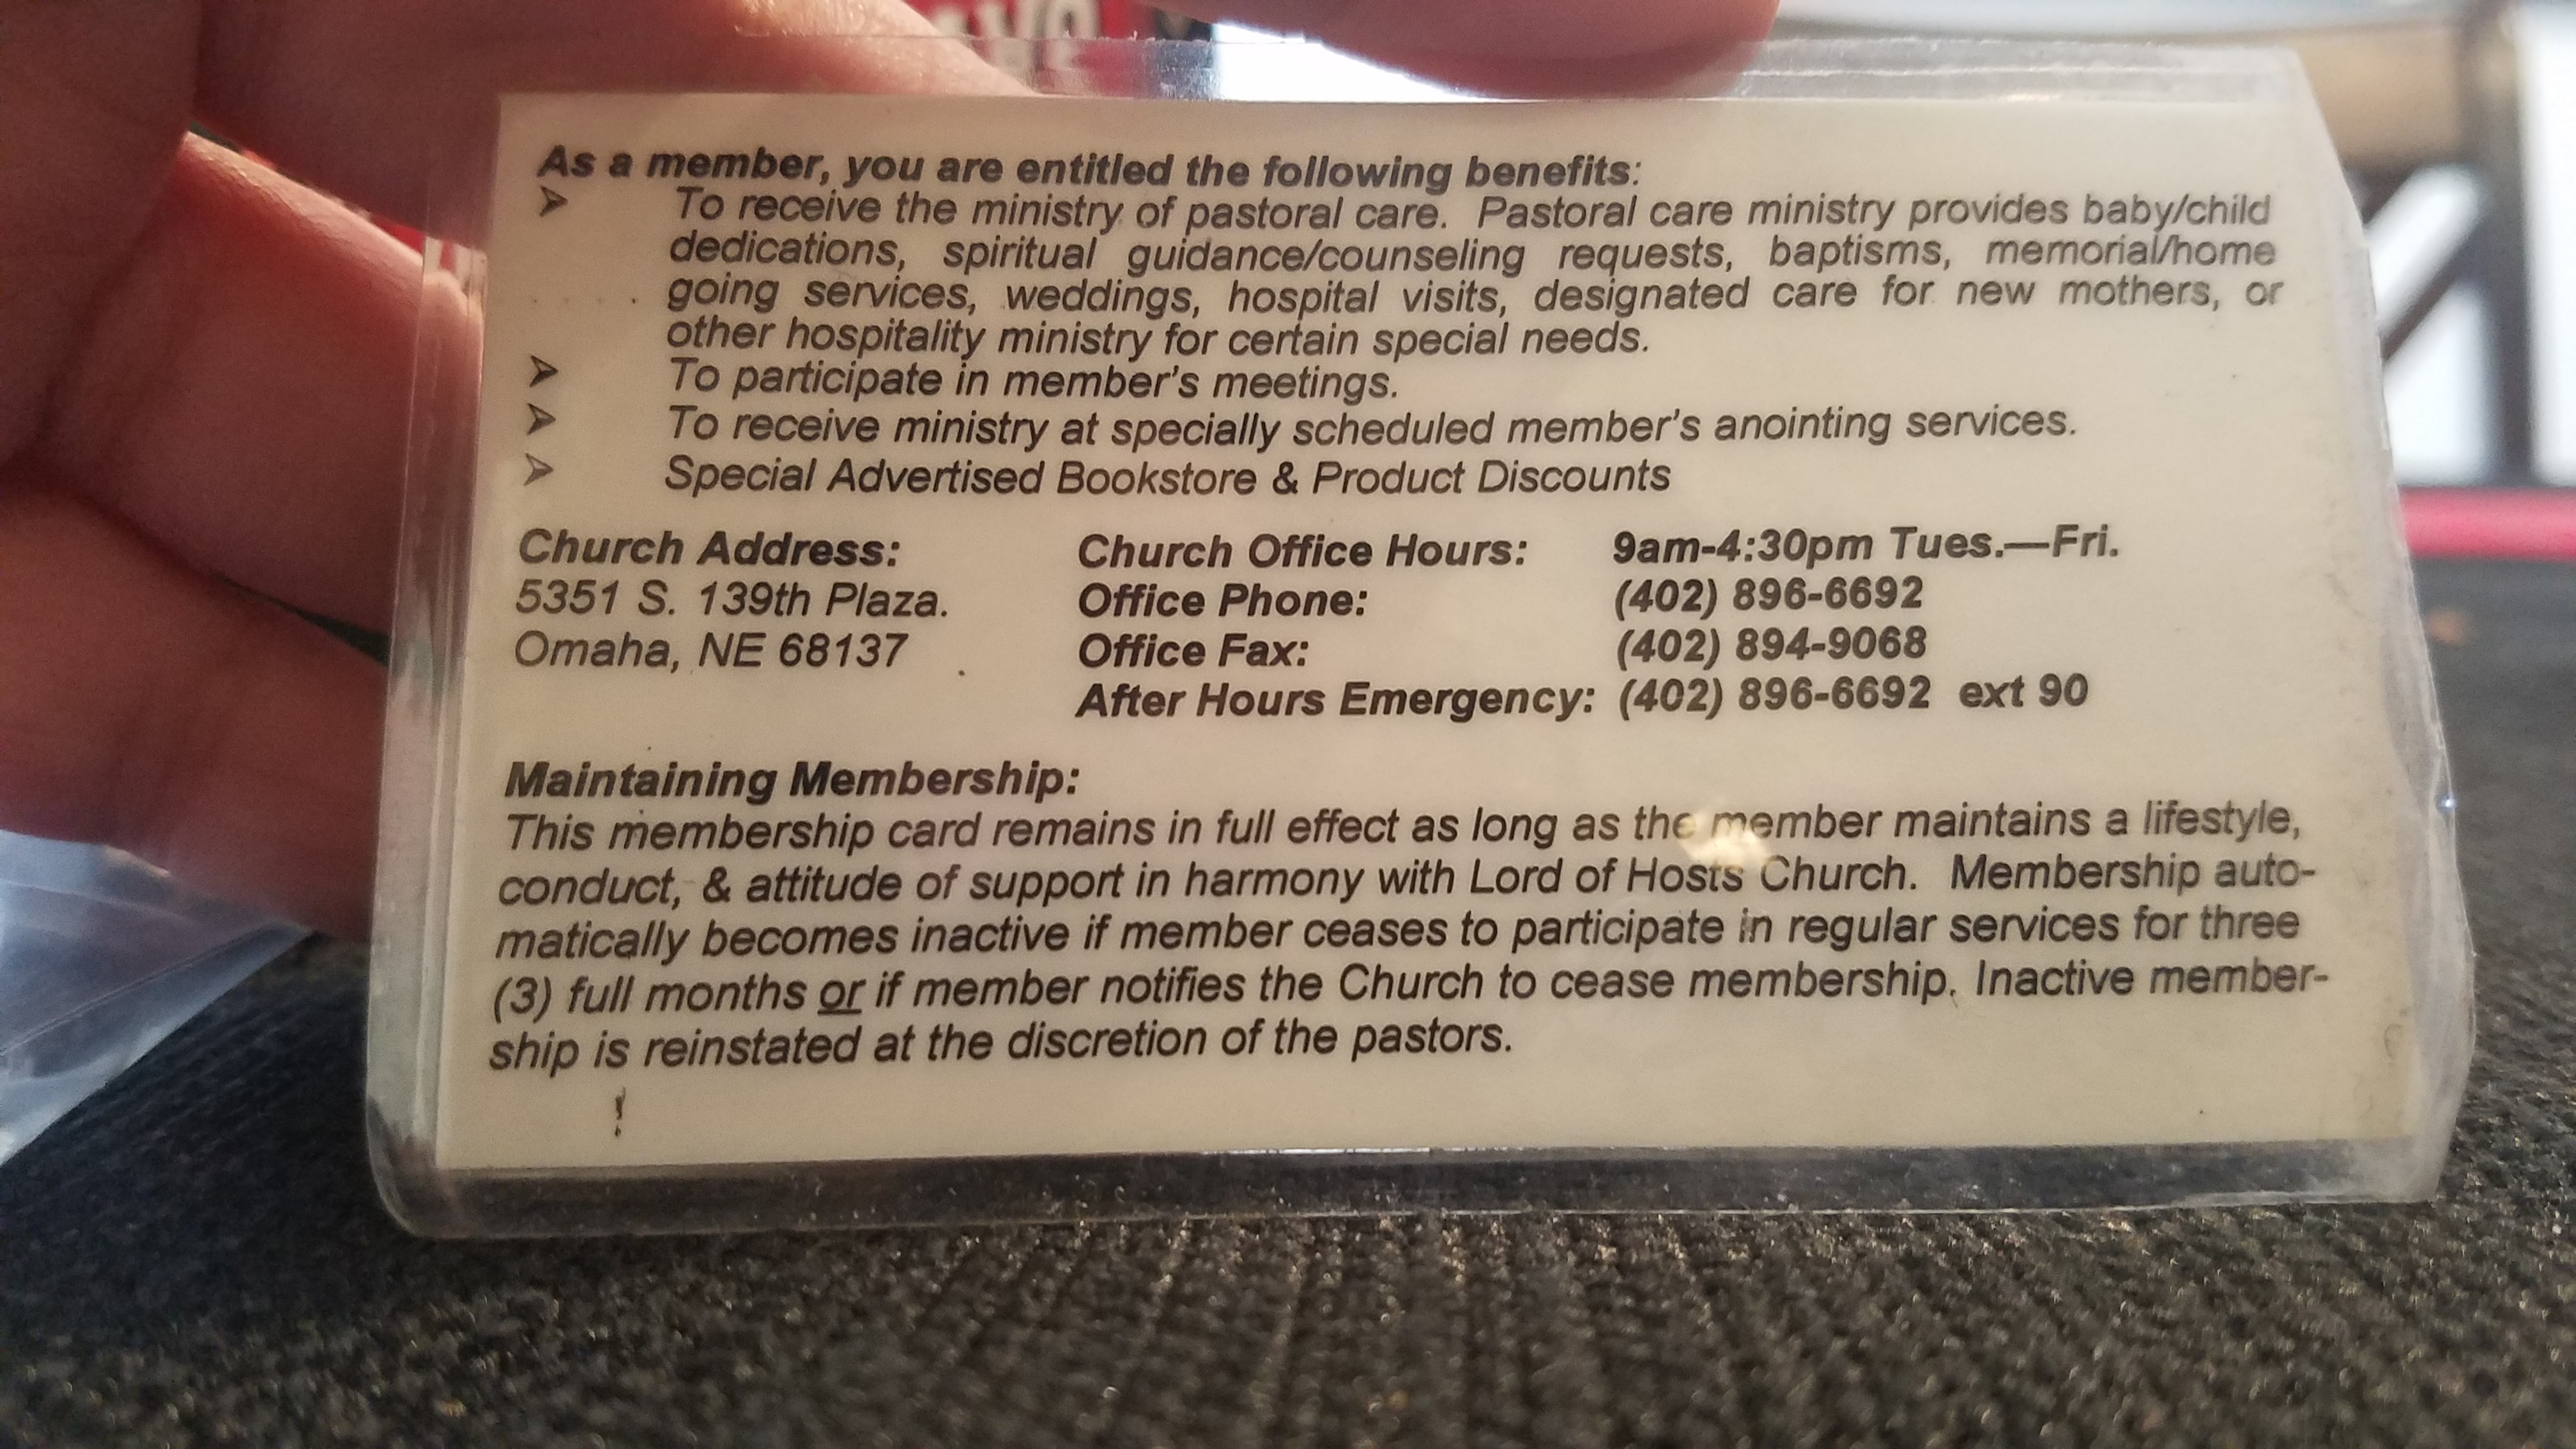 As a member, you are entitled the following benefits:
➢ To receive the ministry of pastoral care. Pastoral care ministry provides baby/child
dedications, spiritual guidance/counseling requests, baptisms, memorial/home
going services, weddings, hospital visits, designated care for new mothers, or
other hospitality ministry for certain special needs.
➢ To participate in member's meetings.
➢ To receive ministry at specially scheduled member's anointing services.
➢ Special Advertised Bookstore & Product Discounts
Church Address:
5351 S. 139th Plaza.
Omaha, NE 68137
Church Office Hours: 9am-4:30pm Tues.—Fri.
Office Phone: (402) 896-6692
Office Fax: (402) 894-9068
After Hours Emergency: (402) 896-6692 ext 90
Maintaining Membership:
This membership card remains in full effect as long as the member maintains a lifestyle,
conduct, & attitude of support in harmony with Lord of Hosts Church. Membership auto-
matically becomes inactive if member ceases to participate in regular services for three
(3) full months or if member notifies the Church to cease membership. Inactive member-
ship is reinstated at the discretion of the pastors.